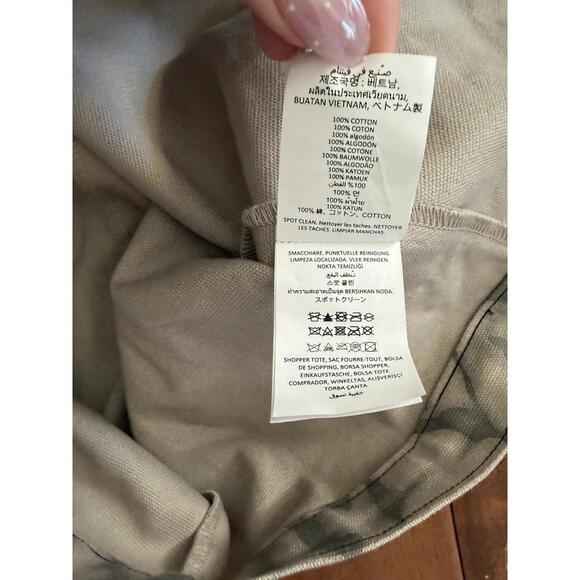 صنع في فيتنام
제조국명 : 베트남,
ผลิตในประเทศเวียดนาม,
BUATAN VIETNAM, ベトナム製
100% COTTON
100% COTON
100% algodón
100% ALGODÓN
100% COTONE
100% BAUMWOLLE
100% ALGODÃO
100% KATOEN
100% PAMUK
%100 القطن
100% 면
100% ผ้าฝ้าย
100% KATUN
100% 綿, コットン, COTTON
SPOT CLEAN. Nettoyer les taches. NETTOYER
LES TACHES. LIMPIAR MANCHAS.
SMACCHIARE. PUNKTUELLE REINIGUNG.
LIMPEZA LOCALIZADA. VLEK REINIGEN.
NOKTA TEMİZLİĞİ
تنظف البقع.
스팟 클린
ทำความสะอาดเป็นจุด BERSIHKAN NODA.
スポットクリーン
SHOPPER TOTE, SAC FOURRE-TOUT, BOLSA
DE SHOPPING, BORSA SHOPPER,
EINKAUFSTASCHE, BOLSA TOTE
COMPRADOR, WINKELTAS, ALIŞVERİŞCİ
TORBA ÇANTA
حقيبة تسوق